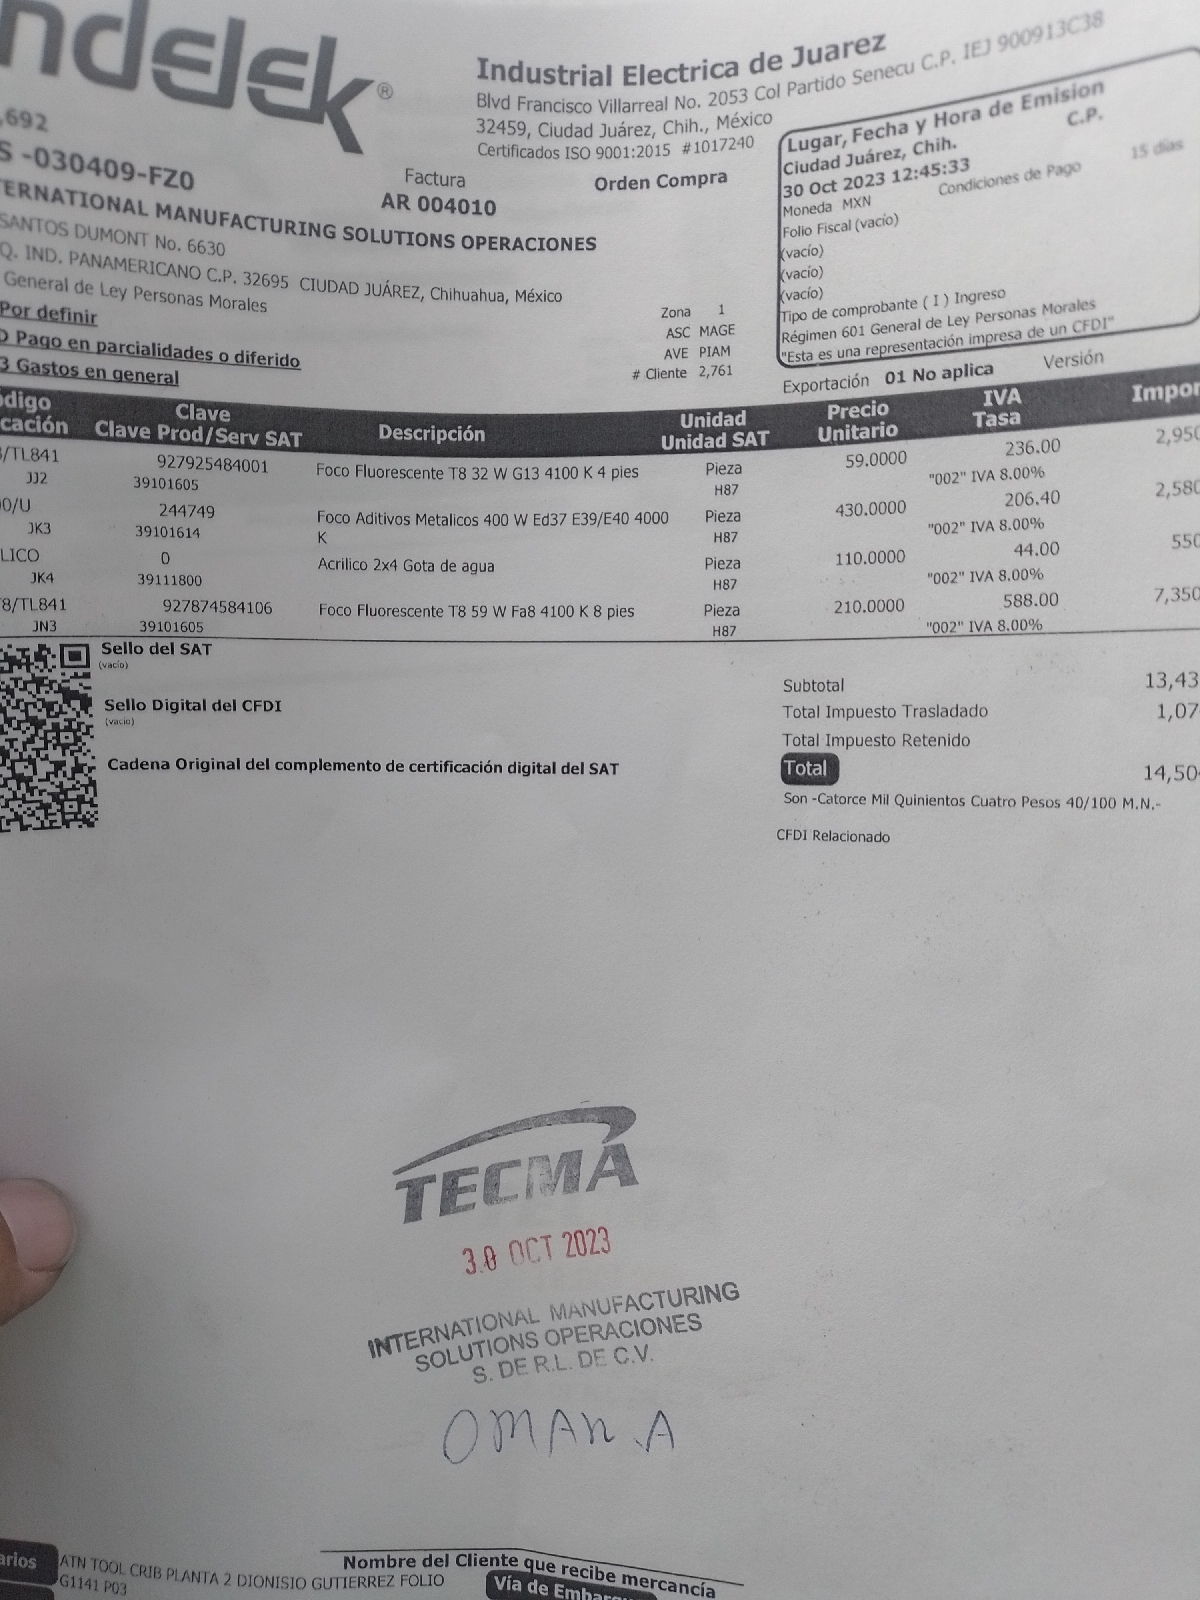 ndelek®
Industrial Electrica de Juarez
Blvd Francisco Villarreal No. 2053 Col Partido Senecu C.P. IEJ 900913C38
32459, Ciudad Juárez, Chih., México
Certificados ISO 9001:2015 #1017240
,692
S -030409-FZ0
Factura
AR 004010
Orden Compra
Lugar, Fecha y Hora de Emision
C.P.
Ciudad Juárez, Chih.
30 Oct 2023 12:45:33
Condiciones de Pago 15 días
Moneda MXN
Folio Fiscal (vacío)
(vacío)
(vacío)
(vacío)
Tipo de comprobante ( I ) Ingreso
Régimen 601 General de Ley Personas Morales
"Esta es una representación impresa de un CFDI"
TERNATIONAL MANUFACTURING SOLUTIONS OPERACIONES
SANTOS DUMONT No. 6630
Q. IND. PANAMERICANO C.P. 32695 CIUDAD JUÁREZ, Chihuahua, México
General de Ley Personas Morales
Por definir
D Pago en parcialidades o diferido
3 Gastos en general
Zona 1
ASC MAGE
AVE PIAM
# Cliente 2,761
Exportación 01 No aplica Versión
ódigo Clave Descripción Unidad Precio IVA Impor
cación Clave Prod/Serv SAT Unidad SAT Unitario Tasa
/TL841 927925484001 Foco Fluorescente T8 32 W G13 4100 K 4 pies Pieza 59.0000 236.00 2,950
JJ2 39101605 H87 "002" IVA 8.00%
0/U 244749 Foco Aditivos Metalicos 400 W Ed37 E39/E40 4000 Pieza 430.0000 206.40 2,580
JK3 39101614 K H87 "002" IVA 8.00%
LICO 0 Acrilico 2x4 Gota de agua Pieza 110.0000 44.00 550
JK4 39111800 H87 "002" IVA 8.00%
8/TL841 927874584106 Foco Fluorescente T8 59 W Fa8 4100 K 8 pies Pieza 210.0000 588.00 7,350
JN3 39101605 H87 "002" IVA 8.00%
Sello del SAT
(vacío)
Sello Digital del CFDI
(vacio)
Cadena Original del complemento de certificación digital del SAT
Subtotal 13,43
Total Impuesto Trasladado 1,07
Total Impuesto Retenido
Total 14,50
Son -Catorce Mil Quinientos Cuatro Pesos 40/100 M.N.-
CFDI Relacionado
TECMA
30 OCT 2023
INTERNATIONAL MANUFACTURING
SOLUTIONS OPERACIONES
S. DE R.L. DE C.V.
OMAR .A
arios
ATN TOOL CRIB PLANTA 2 DIONISIO GUTIERREZ FOLIO
G1141 P03
Nombre del Cliente que recibe mercancía
Vía de Embarq